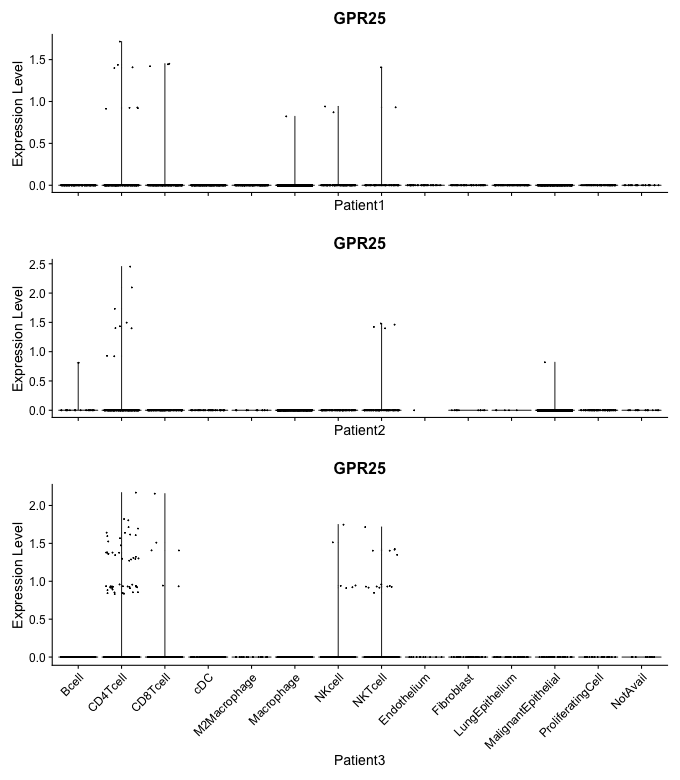 GPR25
Expression Level
1.5
1.0
0.5
0.0
Patient1
GPR25
Expression Level
2.5
2.0
1.5
1.0
0.5
0.0
Patient2
GPR25
Expression Level
2.0
1.5
1.0
0.5
0.0
Bcell
CD4Tcell
CD8Tcell
cDC
M2Macrophage
Macrophage
NKcell
NKTcell
Endothelium
Fibroblast
LungEpithelium
MalignantEpithelial
ProliferatingCell
NotAvail
Patient3